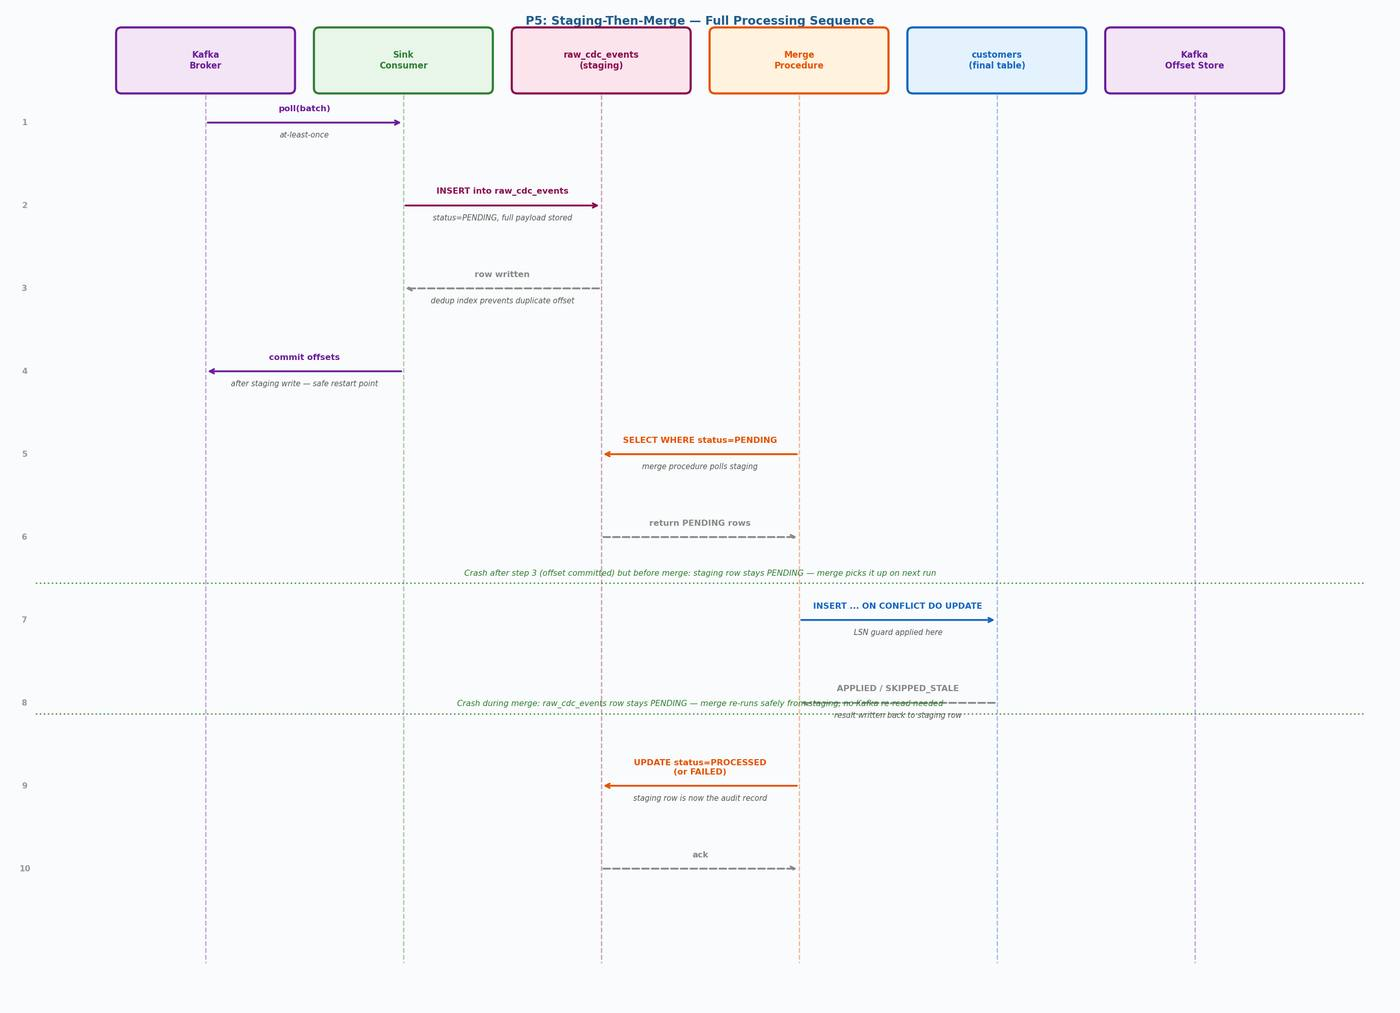 P5: Staging-Then-Merge — Full Processing Sequence
Kafka
Broker
Sink
Consumer
raw_cdc_events
(staging)
Merge
Procedure
customers
(final table)
Kafka
Offset Store
1
poll(batch)
at-least-once
2
INSERT into raw_cdc_events
status=PENDING, full payload stored
3
row written
dedup index prevents duplicate offset
4
commit offsets
after staging write — safe restart point
5
SELECT WHERE status=PENDING
merge procedure polls staging
6
return PENDING rows
Crash after step 3 (offset committed) but before merge: staging row stays PENDING — merge picks it up on next run
7
INSERT ... ON CONFLICT DO UPDATE
LSN guard applied here
8
APPLIED / SKIPPED_STALE
Crash during merge: raw_cdc_events row stays PENDING — merge re-runs safely from staging, no Kafka re-read needed
result written back to staging row
9
UPDATE status=PROCESSED
(or FAILED)
staging row is now the audit record
10
ack